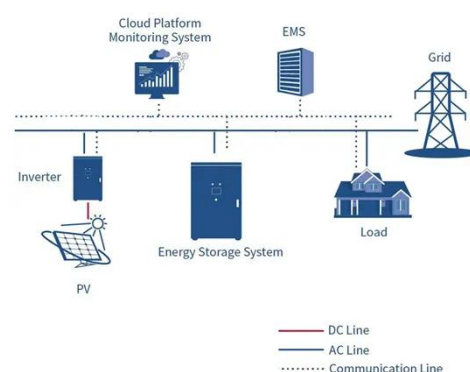 Cloud Platform
Monitoring System
EMS
Grid
Inverter
Energy Storage System
Load
PV
DC Line
AC Line
Communication Line